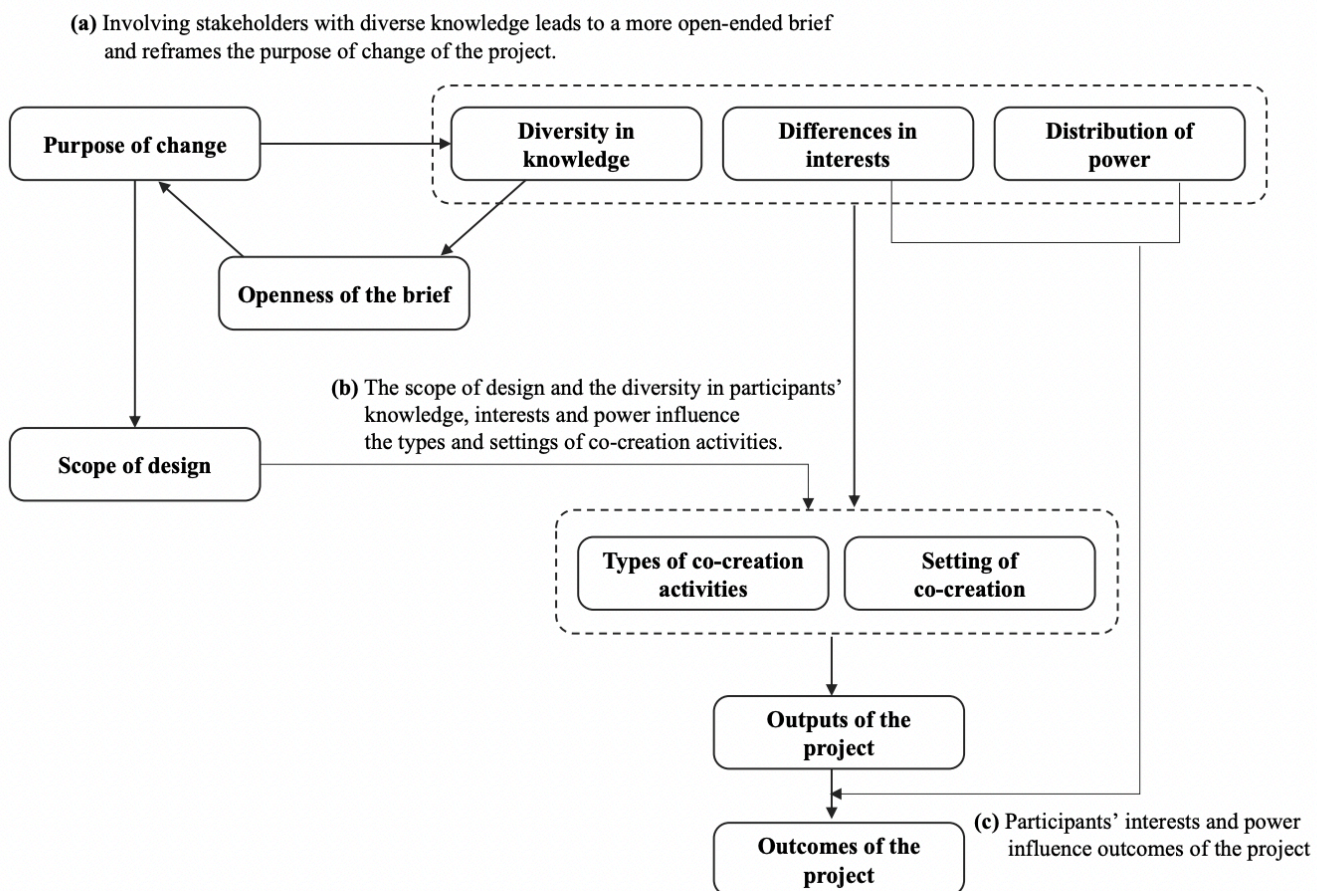 (a) Involving stakeholders with diverse knowledge leads to a more open-ended brief
and reframes the purpose of change of the project.
Purpose of change
Diversity in
knowledge
Differences in
interests
Distribution of
power
Openness of the brief
(b) The scope of design and the diversity in participants’
knowledge, interests and power influence
the types and settings of co-creation activities.
Scope of design
Types of co-creation
activities
Setting of
co-creation
Outputs of the
project
(c) Participants’ interests and power
influence outcomes of the project
Outcomes of the
project